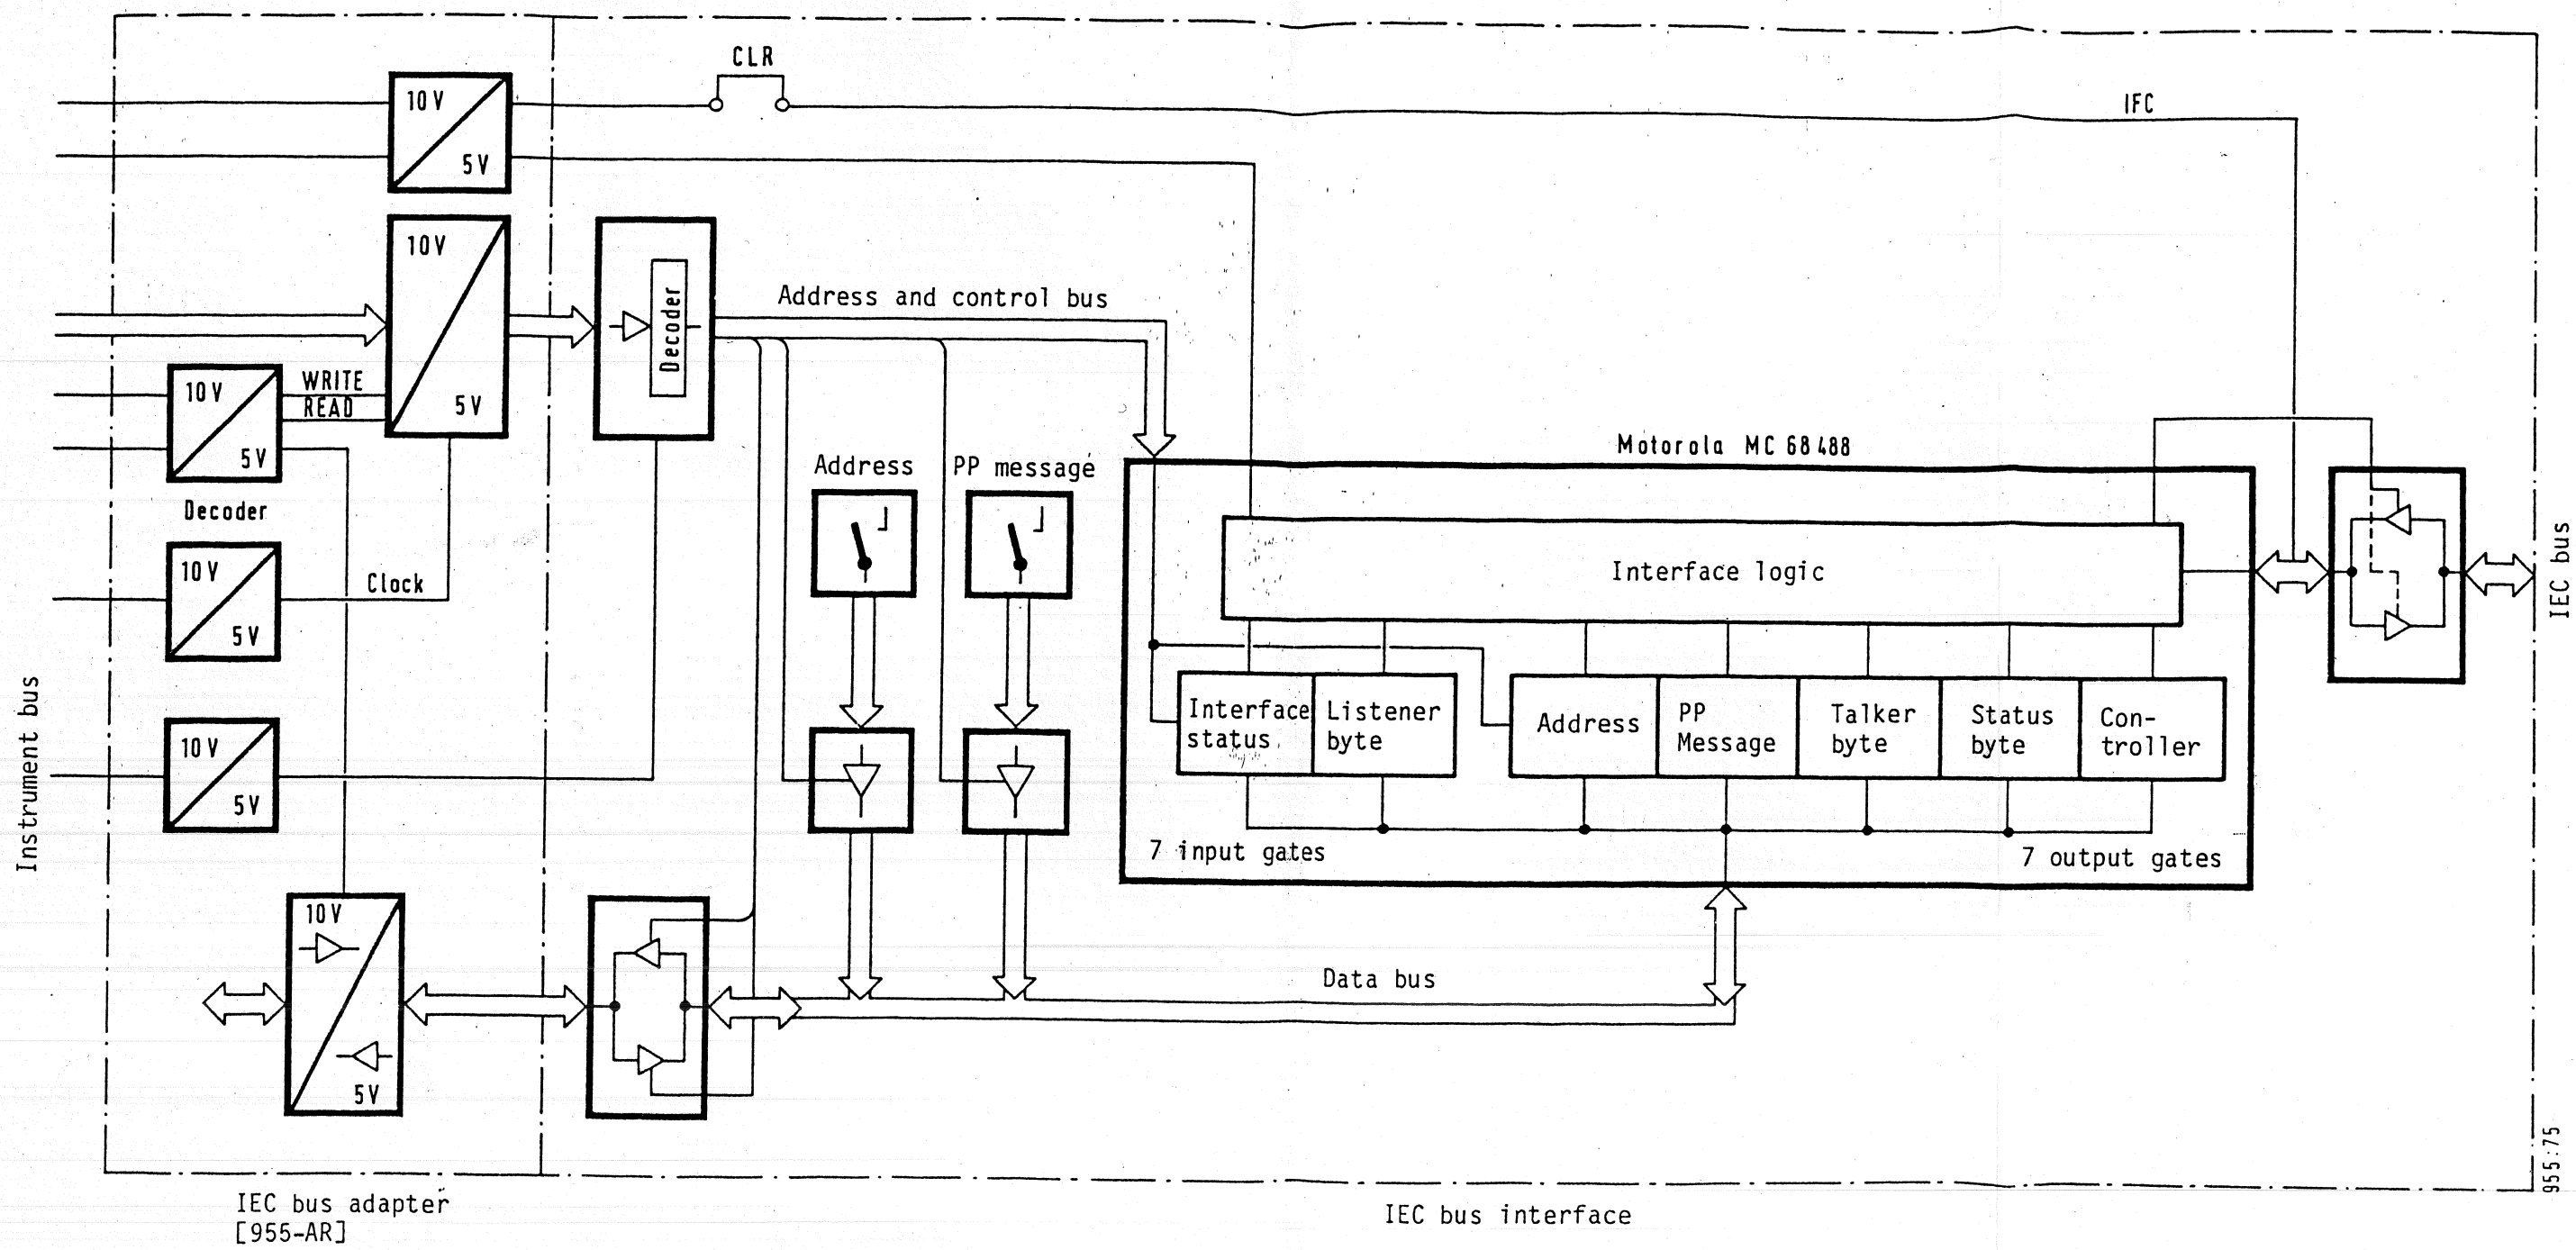 CLR
IFC
10 V
5 V
10 V
5 V
Decoder
Address and control bus
10 V
5 V
WRITE
READ
Decoder
Address
PP message
Motorola MC 68 488
10 V
5 V
Clock
Interface logic
IEC bus
Instrument bus
10 V
5 V
Interface
status
Listener
byte
Address
PP
Message
Talker
byte
Status
byte
Con-
troller
7 input gates
7 output gates
10 V
5 V
Data bus
IEC bus adapter
[955-AR]
IEC bus interface
955:75